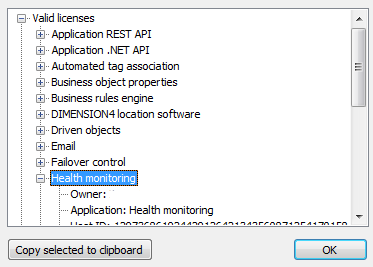 Valid licenses
Application REST API
Application .NET API
Automated tag association
Business object properties
Business rules engine
DIMENSION4 location software
Driven objects
Email
Failover control
Health monitoring
Owner:
Application: Health monitoring
Copy selected to clipboard
OK